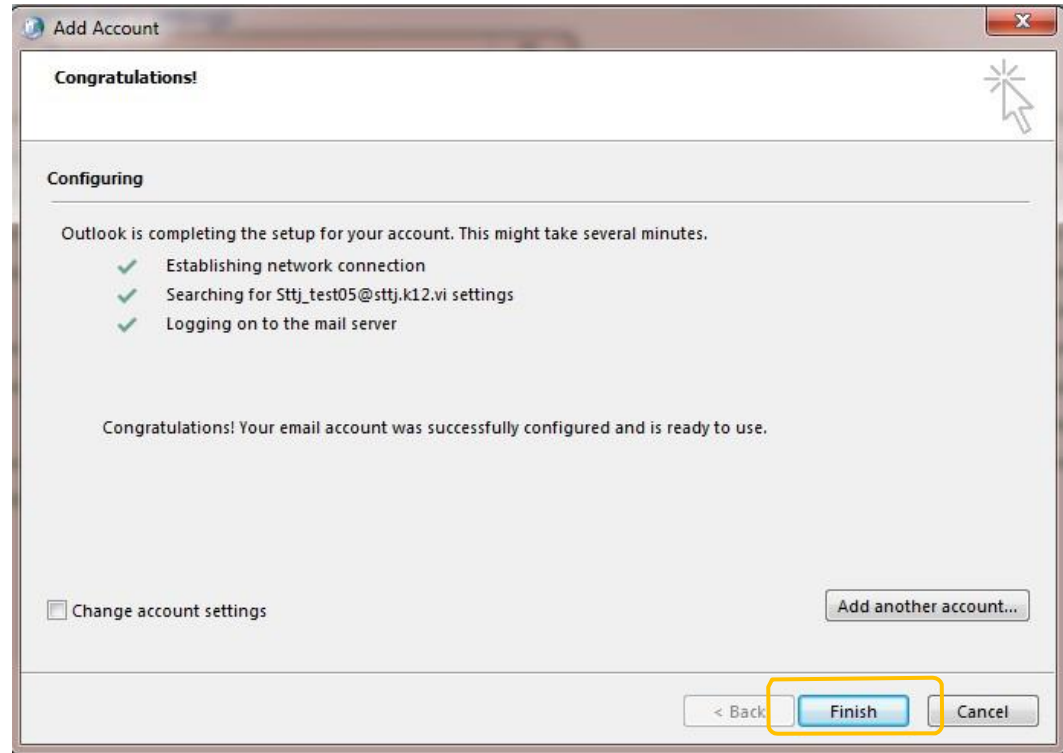 Add Account
Congratulations!
Configuring
Outlook is completing the setup for your account. This might take several minutes.
Establishing network connection
Searching for Sttj_test05@sttj.k12.vi settings
Logging on to the mail server
Congratulations! Your email account was successfully configured and is ready to use.
Change account settings
Add another account...
< Back
Finish
Cancel